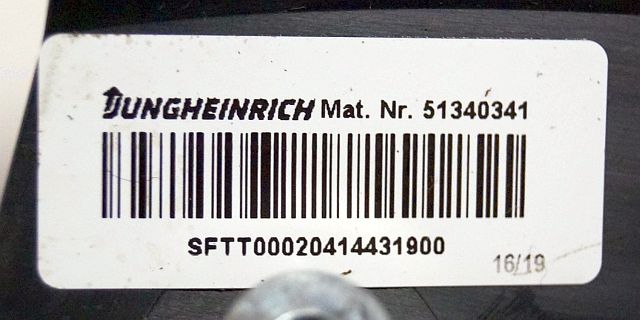 JUNGHEINRICH Mat. Nr. 51340341
SFTT00020414431900
16/19